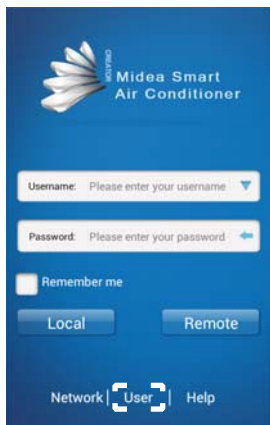 CREATOR
Midea Smart
Air Conditioner
Username: Please enter your username
Password: Please enter your password
Remember me
Local Remote
Network| User | Help